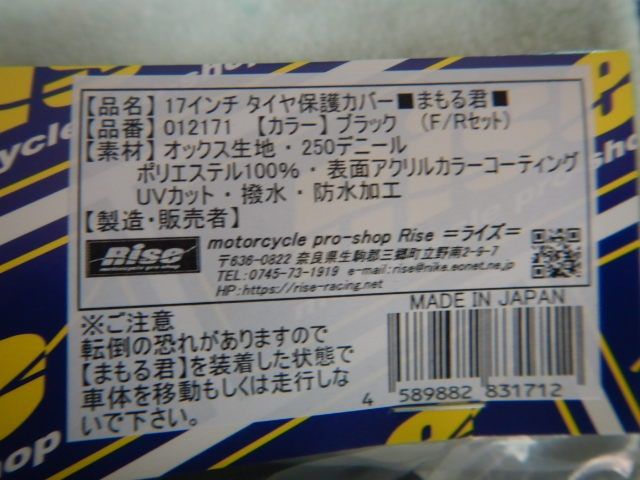 【品名】 17インチ タイヤ保護カバー■まもる君■
【品番】 012171 【カラー】ブラック (F/Rセット)
【素材】 オックス生地・250デニール
ポリエステル100%・表面アクリルカラーコーティング
UVカット・撥水・防水加工
【製造・販売者】
Rise
motorcycle pro-shop
motorcycle pro-shop Rise =ライズ=
〒636-0822 奈良県生駒郡三郷町立野南2-9-7
TEL:0745-73-1919 e-mail:rise@nike.eonet.ne.jp
HP:https://rise-racing.net
MADE IN JAPAN
※ご注意
転倒の恐れがありますので
【まもる君】を装着した状態で
車体を移動もしくは走行しな
いで下さい。
4 589882 831712